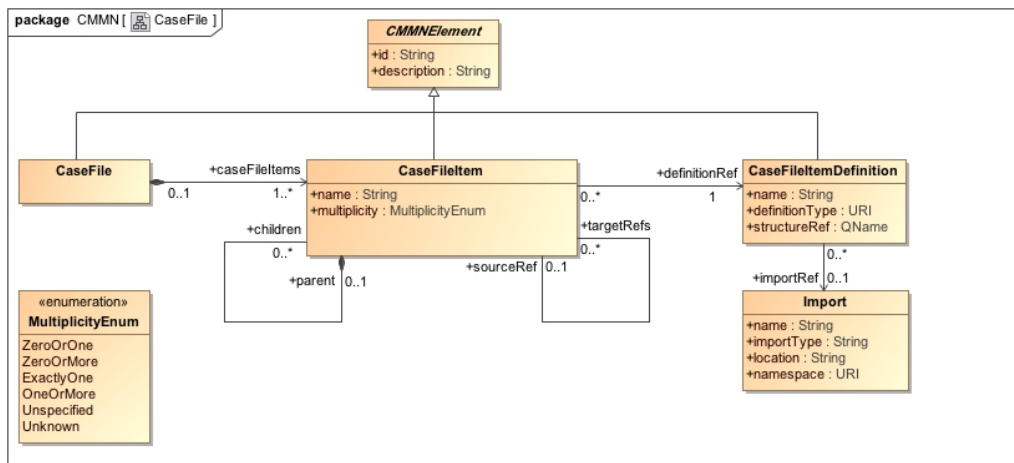 package CMMN [ CaseFile ]
CMMNElement
+id : String
+description : String
CaseFile
+caseFileItems
0..1
1..*
CaseFileItem
+name : String
+multiplicity : MultiplicityEnum
+definitionRef
0..*
1
CaseFileItemDefinition
+name : String
+definitionType : URI
+structureRef : QName
+children
0..*
+parent
0..1
+targetRefs
0..*
+sourceRef
0..1
0..*
+importRef
0..1
Import
+name : String
+importType : String
+location : String
+namespace : URI
«enumeration»
MultiplicityEnum
ZeroOrOne
ZeroOrMore
ExactlyOne
OneOrMore
Unspecified
Unknown